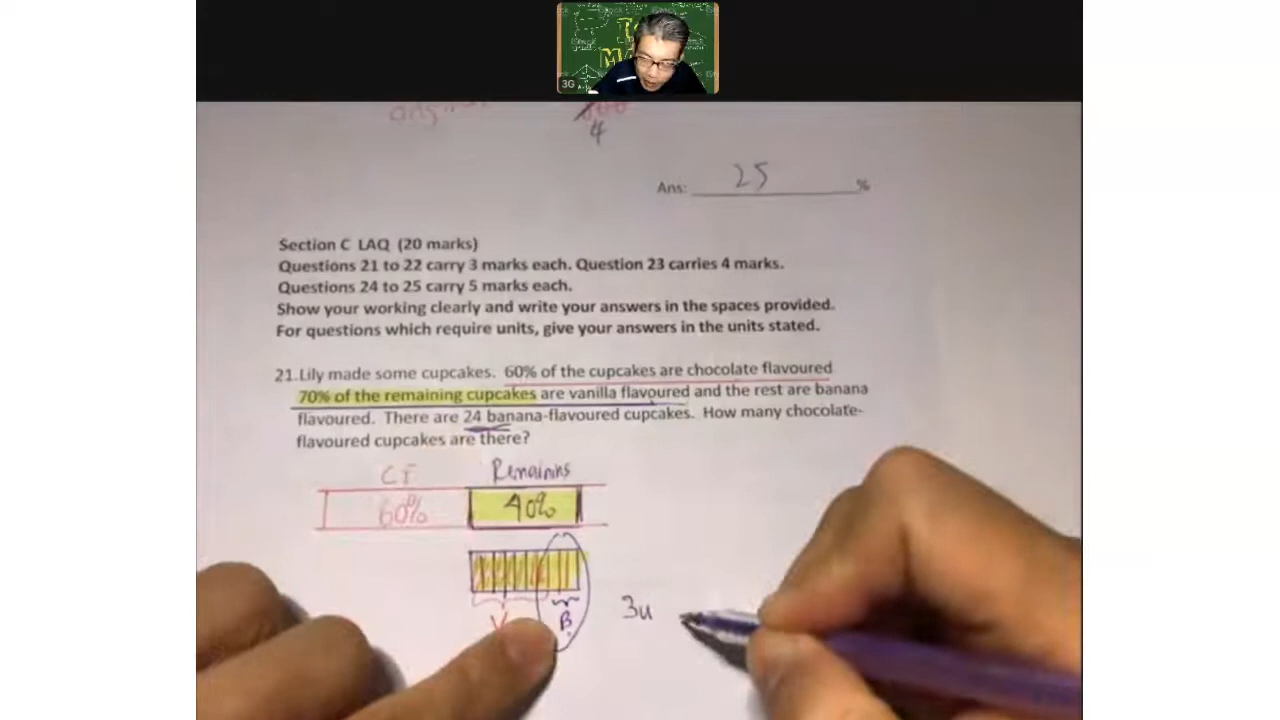 3G
4
Ans: 25 %
Section C LAQ (20 marks)
Questions 21 to 22 carry 3 marks each. Question 23 carries 4 marks.
Questions 24 to 25 carry 5 marks each.
Show your working clearly and write your answers in the spaces provided.
For questions which require units, give your answers in the units stated.
21.Lily made some cupcakes. 60% of the cupcakes are chocolate flavoured
70% of the remaining cupcakes are vanilla flavoured and the rest are banana
flavoured. There are 24 banana-flavoured cupcakes. How many chocolate-
flavoured cupcakes are there?
CF Remaining
60% 40%
V B 3u